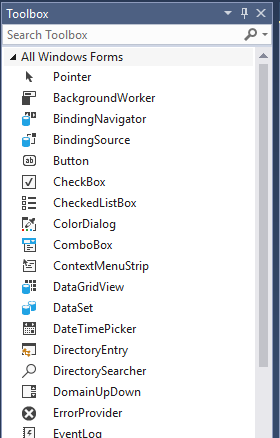 Toolbox
Search Toolbox
All Windows Forms
Pointer
BackgroundWorker
BindingNavigator
BindingSource
Button
CheckBox
CheckedListBox
ColorDialog
ComboBox
ContextMenuStrip
DataGridView
DataSet
DateTimePicker
DirectoryEntry
DirectorySearcher
DomainUpDown
ErrorProvider
EventLog